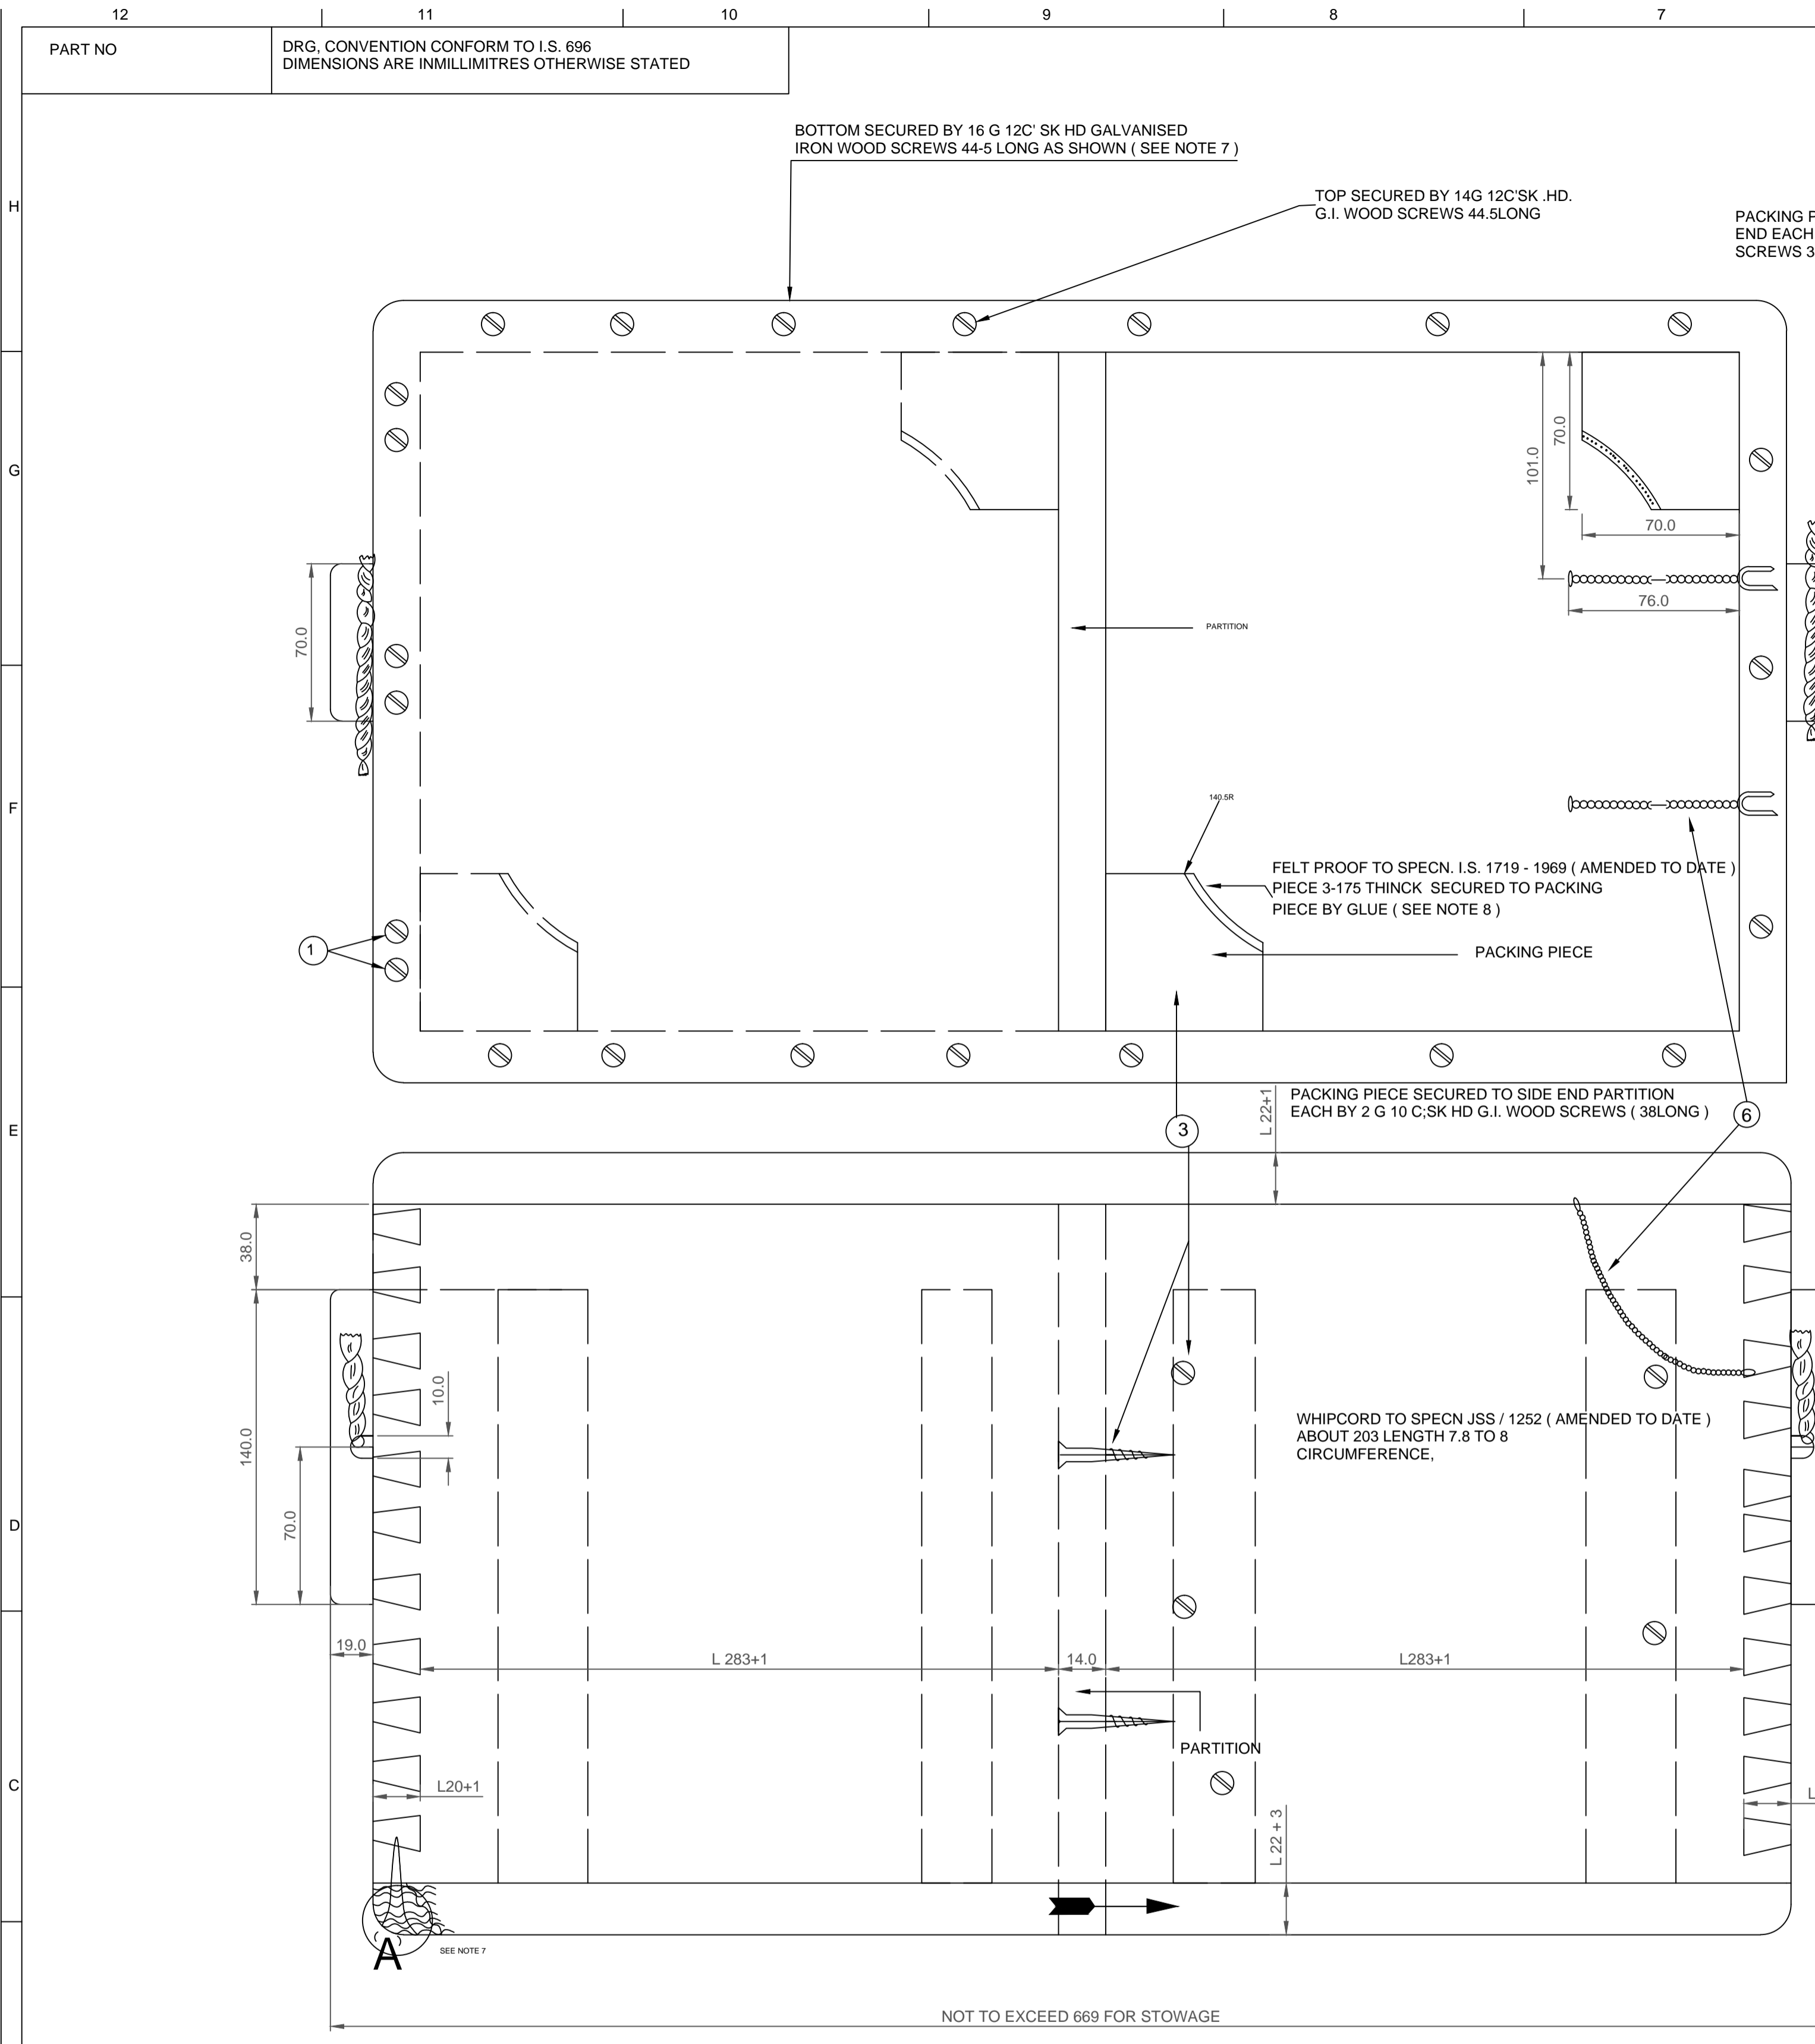 12 11 10 9 8 7
PART NO
DRG, CONVENTION CONFORM TO I.S. 696
DIMENSIONS ARE INMILLIMITRES OTHERWISE STATED
BOTTOM SECURED BY 16 G 12C' SK HD GALVANISED
IRON WOOD SCREWS 44-5 LONG AS SHOWN ( SEE NOTE 7 )
TOP SECURED BY 14G 12C'SK .HD.
G.I. WOOD SCREWS 44.5LONG
H
PACKING P
END EACH
SCREWS 3
G
101.0
70.0
70.0
76.0
70.0
PARTITION
F
140.5R
FELT PROOF TO SPECN. I.S. 1719 - 1969 ( AMENDED TO DATE )
PIECE 3-175 THINCK SECURED TO PACKING
PIECE BY GLUE ( SEE NOTE 8 )
1
PACKING PIECE
L 22+1
PACKING PIECE SECURED TO SIDE END PARTITION
EACH BY 2 G 10 C;SK HD G.I. WOOD SCREWS ( 38LONG )
E
3
6
38.0
10.0
140.0
WHIPCORD TO SPECN JSS / 1252 ( AMENDED TO DATE )
ABOUT 203 LENGTH 7.8 TO 8
CIRCUMFERENCE,
D
70.0
19.0
L 283+1
14.0
L283+1
PARTITION
C
L20+1
L
L 22 + 3
A
SEE NOTE 7
NOT TO EXCEED 669 FOR STOWAGE